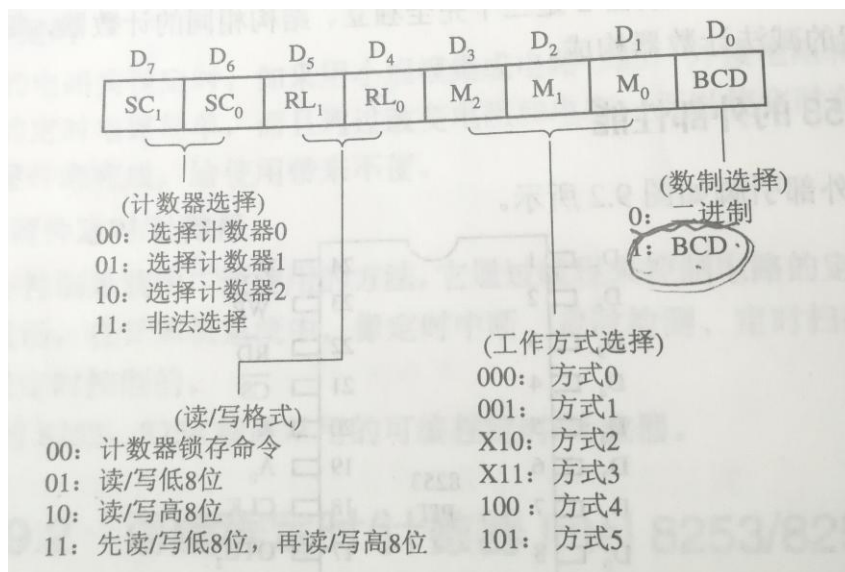 D₇ D₆ D₅ D₄ D₃ D₂ D₁ D₀
SC₁ SC₀ RL₁ RL₀ M₂ M₁ M₀ BCD
(计数器选择)
00：选择计数器0
01：选择计数器1
10：选择计数器2
11：非法选择
(数制选择)
0：二进制
1：BCD
(读/写格式)
00：计数器锁存命令
01：读/写低8位
10：读/写高8位
11：先读/写低8位，再读/写高8位
(工作方式选择)
000：方式0
001：方式1
X10：方式2
X11：方式3
100：方式4
101：方式5